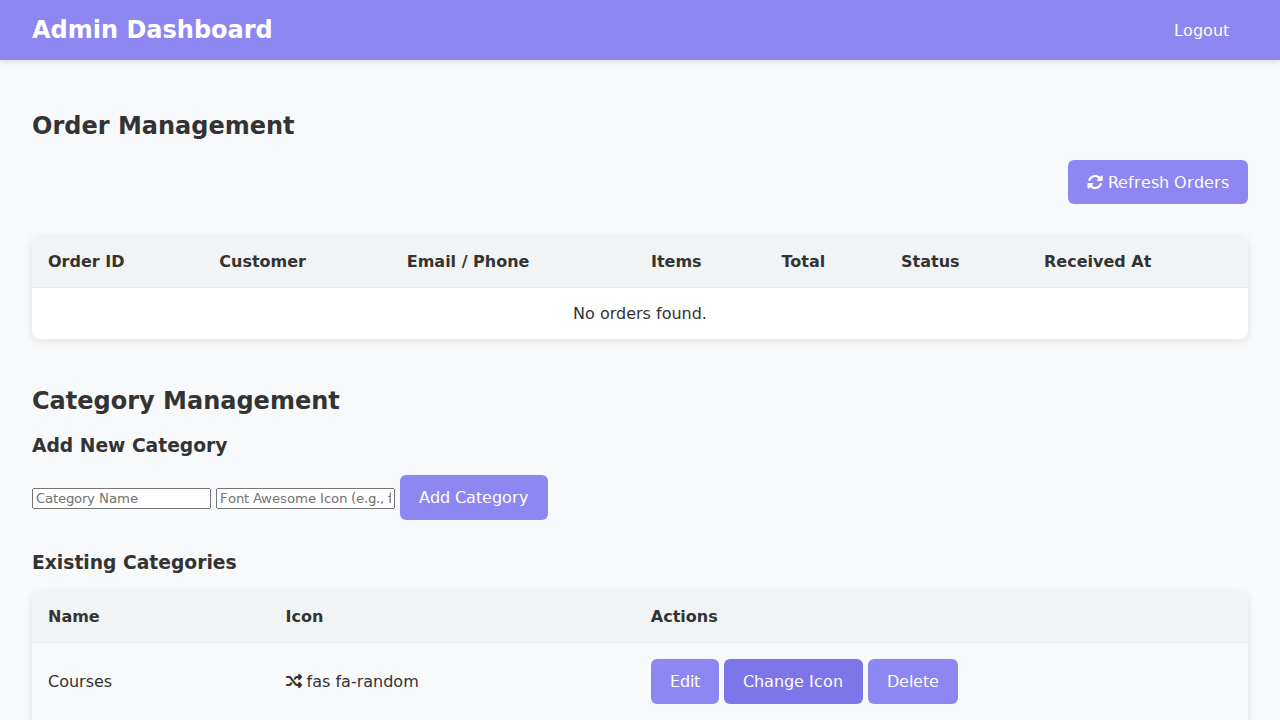 Admin Dashboard
Logout
Order Management
Refresh Orders
Order ID Customer Email / Phone Items Total Status Received At
No orders found.
Category Management
Add New Category
Category Name Font Awesome Icon (e.g., f Add Category
Existing Categories
Name Icon Actions
Courses fas fa-random Edit Change Icon Delete